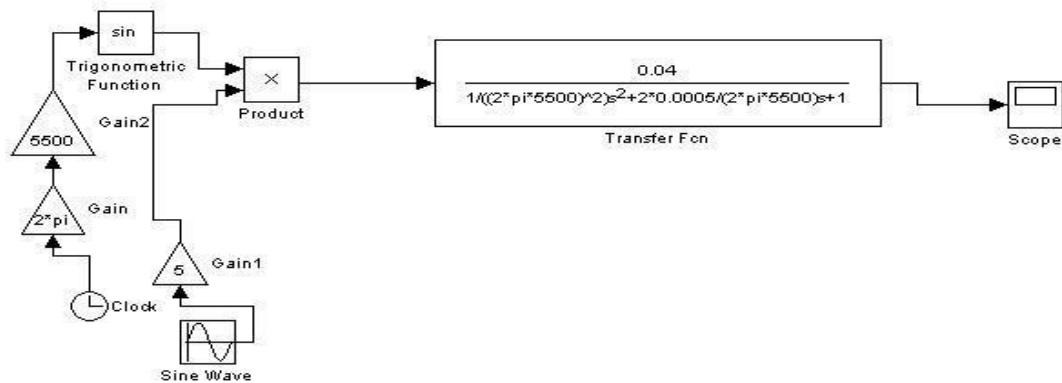 sin
Trigonometric
Function
Gain2
5500
×
Product
0.04
1/((2*pi*5500)^2)s²+2*0.0005/(2*pi*5500)s+1
Transfer Fcn
Scope
2*pi
Gain
5
Gain1
Clock
Sine Wave